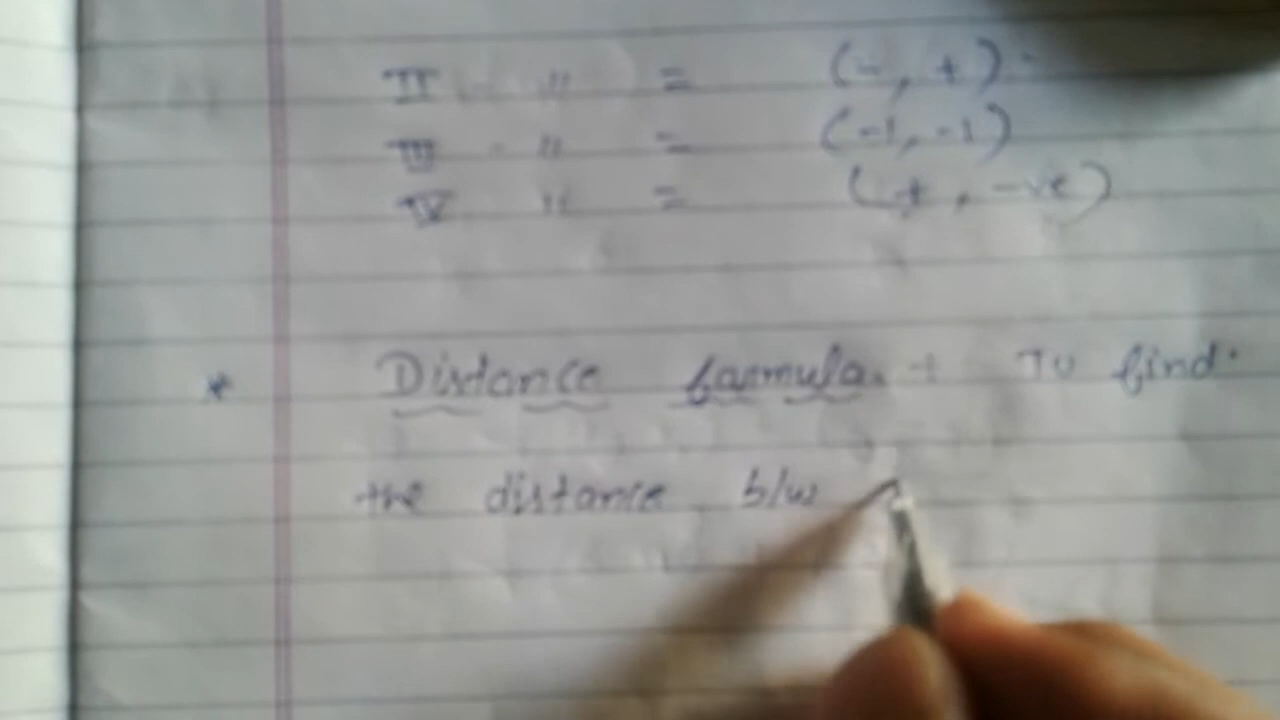 II " = (-, +)
III " = (-1, -1)
IV " = (+, -ve)
* Distance formula :- To find
the distance b/w